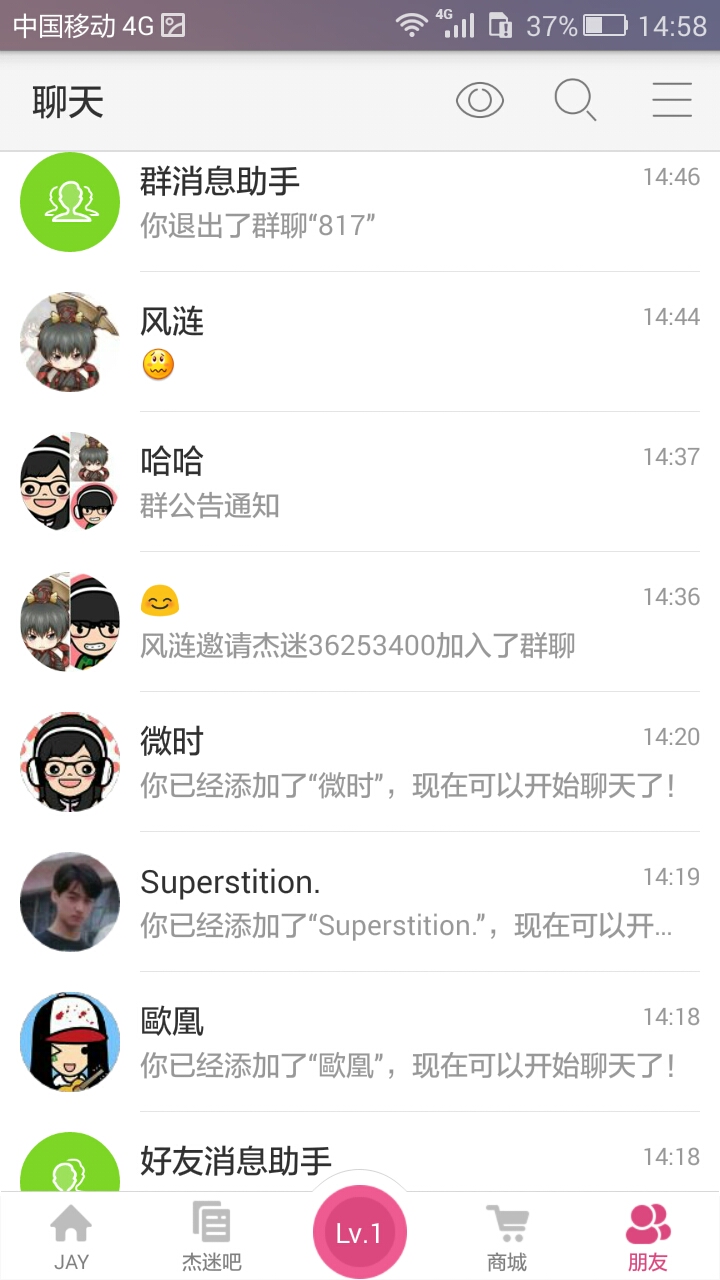 中国移动 4G 4G 37% 14:58
聊天
群消息助手 14:46
你退出了群聊“817”
风涟 14:44
哈哈 14:37
群公告通知
14:36
风涟邀请杰迷36253400加入了群聊
微时 14:20
你已经添加了“微时”，现在可以开始聊天了！
Superstition. 14:19
你已经添加了“Superstition.”，现在可以开...
歐凰 14:18
你已经添加了“歐凰”，现在可以开始聊天了！
好友消息助手 14:18
Lv.1
JAY 杰迷吧 商城 朋友